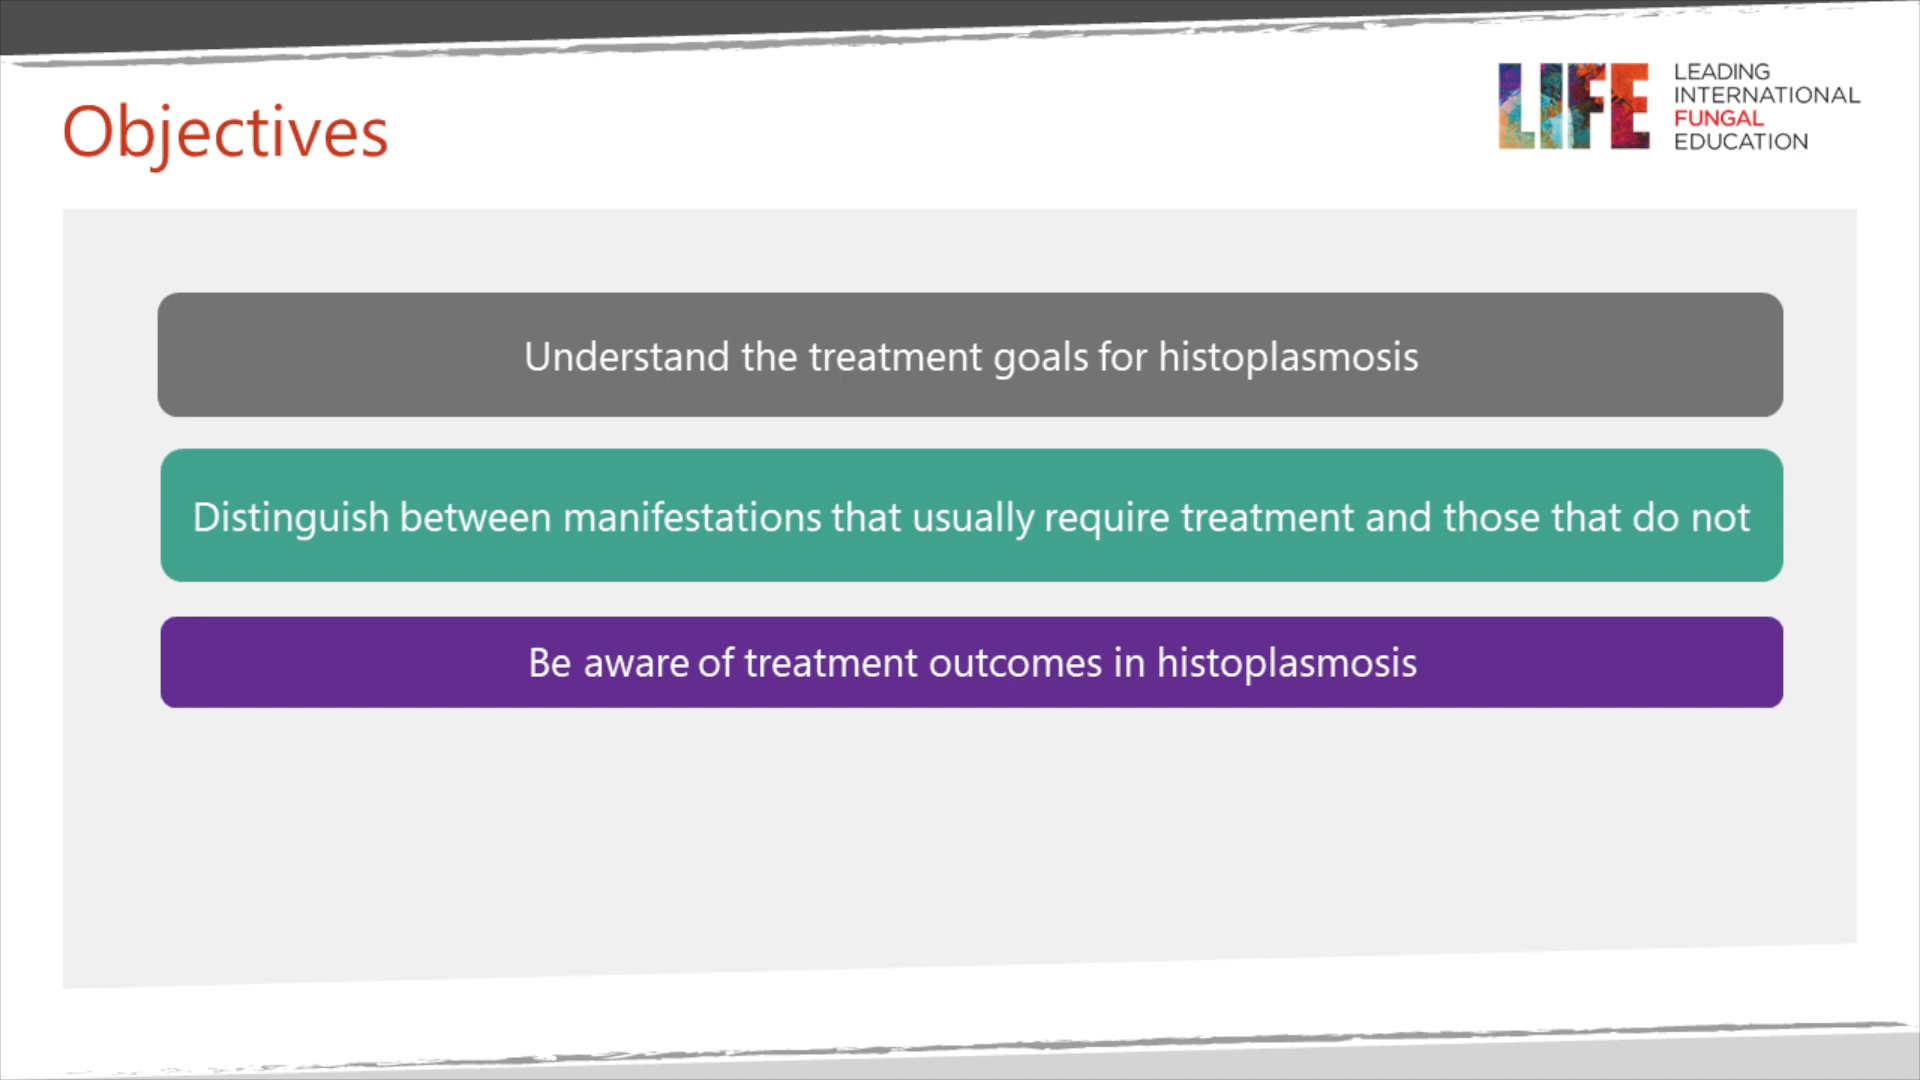 Objectives
LIFE
LEADING
INTERNATIONAL
FUNGAL
EDUCATION
Understand the treatment goals for histoplasmosis
Distinguish between manifestations that usually require treatment and those that do not
Be aware of treatment outcomes in histoplasmosis